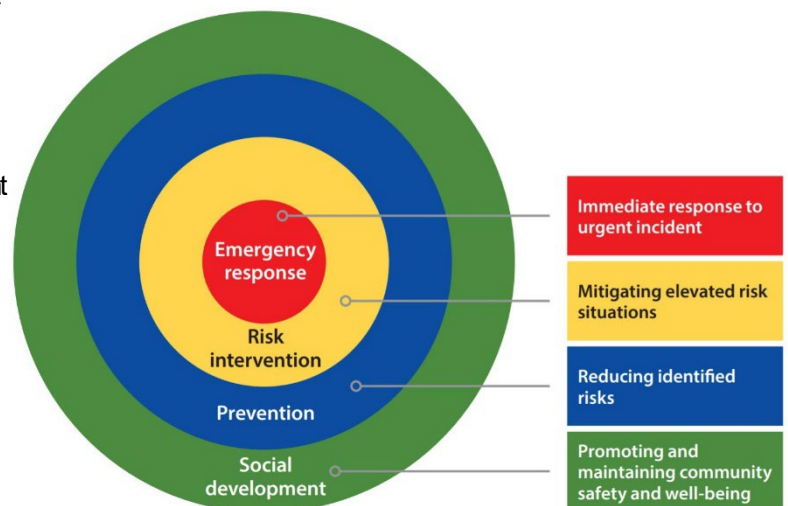 Emergency
response
Risk
intervention
Prevention
Social
development
Immediate response to
urgent incident
Mitigating elevated risk
situations
Reducing identified
risks
Promoting and
maintaining community
safety and well-being